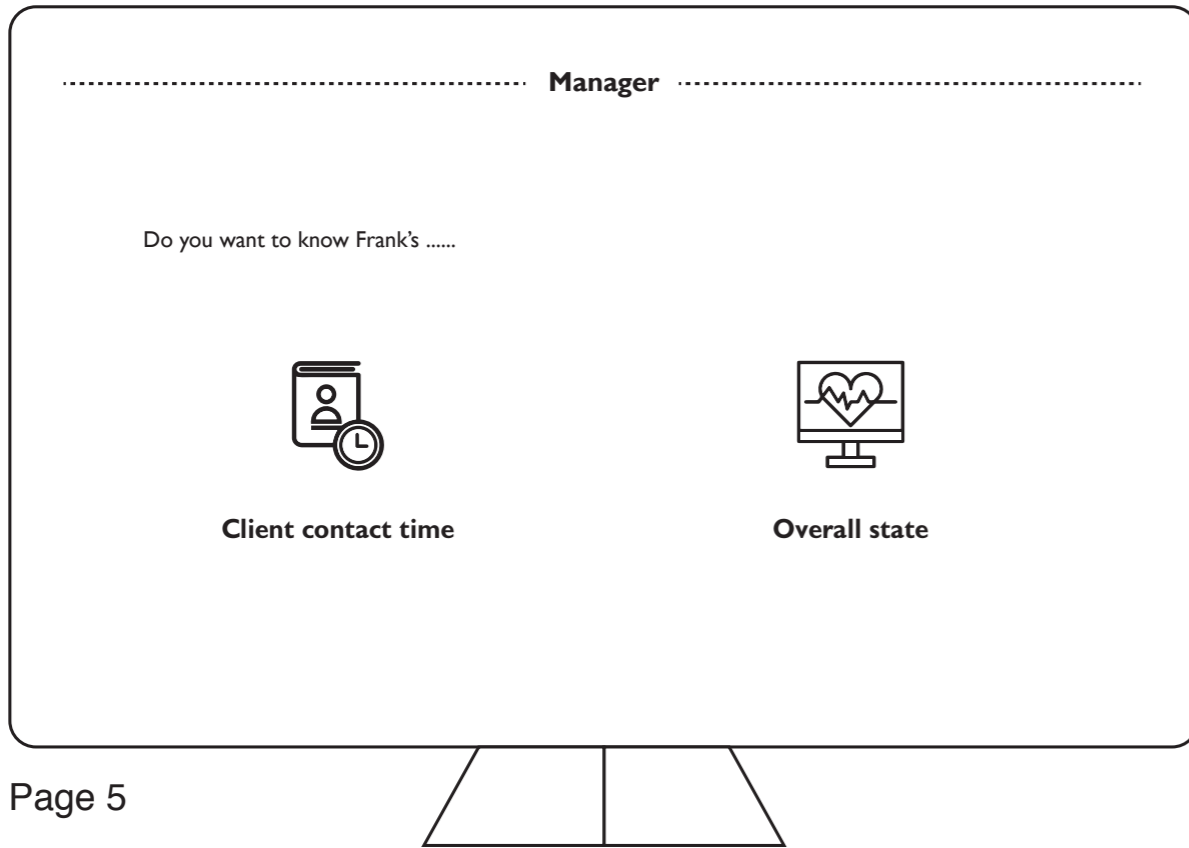 Manager
Do you want to know Frank’s ......
Client contact time
Overall state
Page 5